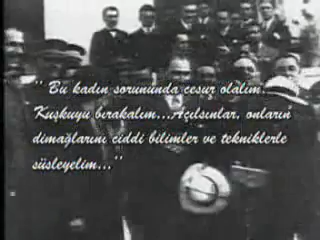 " Bu kadın sorununda cesur olalım.
Kuşkuyu bırakalım...Açılsınlar, onların
dimağlarını ciddi bilimler ve tekniklerle
süsleyelim..."